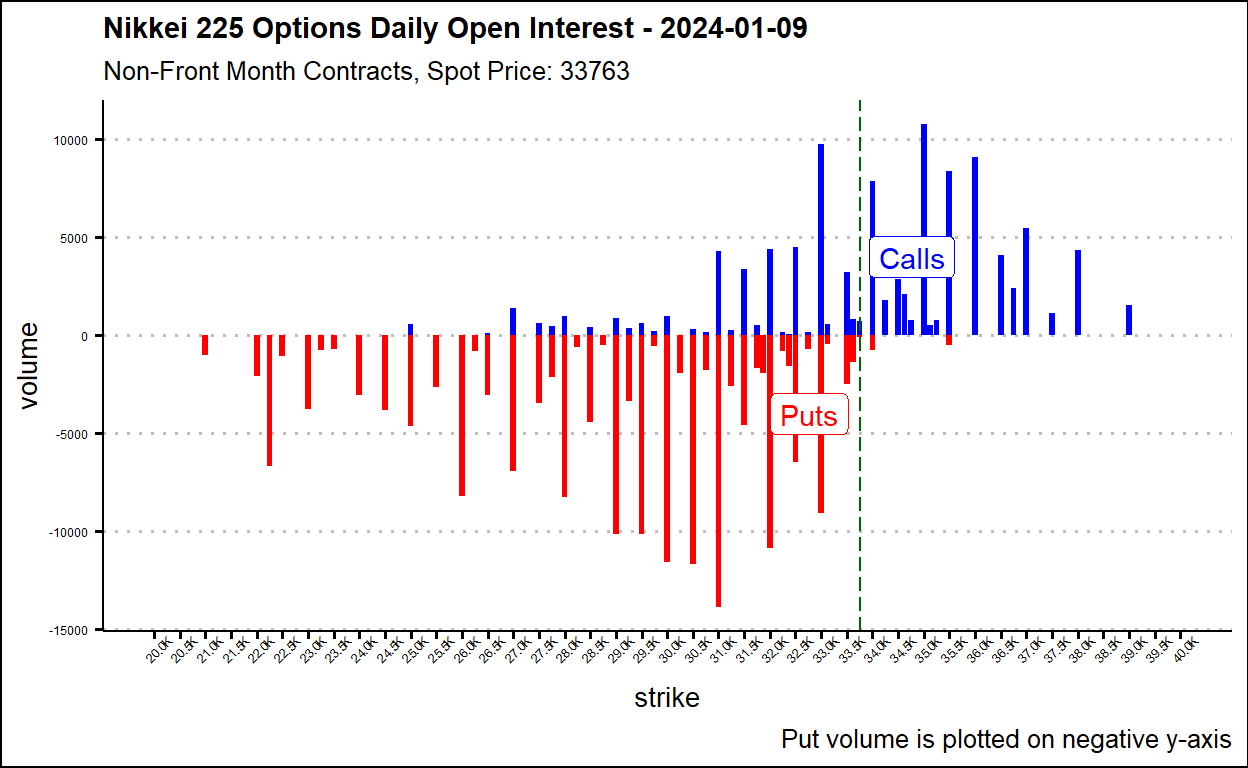 Nikkei 225 Options Daily Open Interest - 2024-01-09
Non-Front Month Contracts, Spot Price: 33763
10000
5000
0
-5000
-10000
-15000
volume
Calls
Puts
20.0K 20.5K 21.0K 21.5K 22.0K 22.5K 23.0K 23.5K 24.0K 24.5K 25.0K 25.5K 26.0K 26.5K 27.0K 27.5K 28.0K 28.5K 29.0K 29.5K 30.0K 30.5K 31.0K 31.5K 32.0K 32.5K 33.0K 33.5K 34.0K 34.5K 35.0K 35.5K 36.0K 36.5K 37.0K 37.5K 38.0K 38.5K 39.0K 39.5K 40.0K
strike
Put volume is plotted on negative y-axis